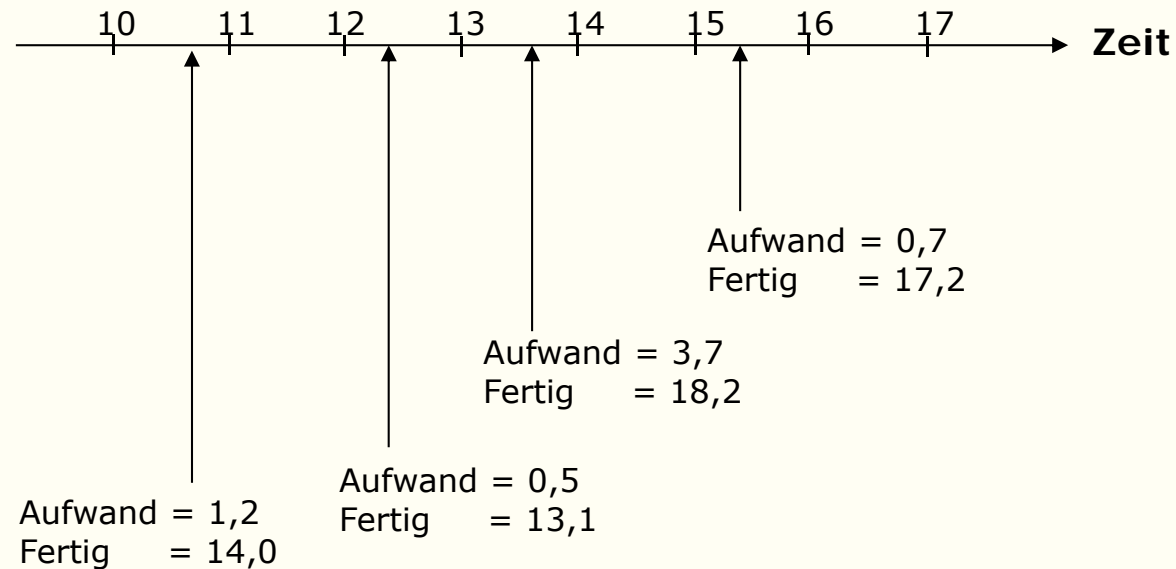 10 11 12 13 14 15 16 17
Zeit
Aufwand = 0,7
Fertig = 17,2
Aufwand = 3,7
Fertig = 18,2
Aufwand = 0,5
Fertig = 13,1
Aufwand = 1,2
Fertig = 14,0